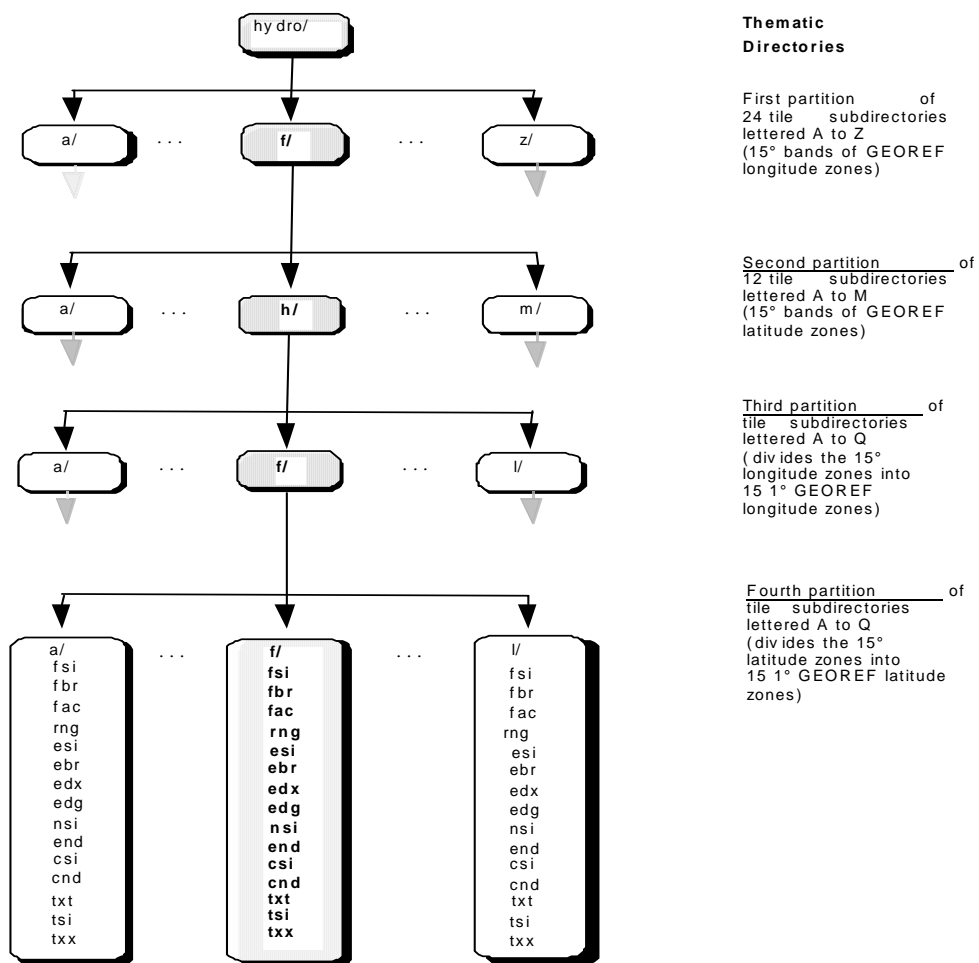 hydro/
Thematic
Directories
First partition of
24 tile subdirectories
lettered A to Z
(15° bands of GEOREF
longitude zones)
a/ ... f/ ... z/
Second partition of
12 tile subdirectories
lettered A to M
(15° bands of GEOREF
latitude zones)
a/ ... h/ ... m/
Third partition of
tile subdirectories
lettered A to Q
(divides the 15°
longitude zones into
15 1° GEOREF
longitude zones)
a/ ... f/ ... l/
Fourth partition of
tile subdirectories
lettered A to Q
(divides the 15°
latitude zones into
15 1° GEOREF latitude
zones)
a/
fsi
fbr
fac
rng
esi
ebr
edx
edg
nsi
end
csi
cnd
txt
tsi
txx
...
f/
fsi
fbr
fac
rng
esi
ebr
edx
edg
nsi
end
csi
cnd
txt
tsi
txx
...
l/
fsi
fbr
fac
rng
esi
ebr
edx
edg
nsi
end
csi
cnd
txt
tsi
txx